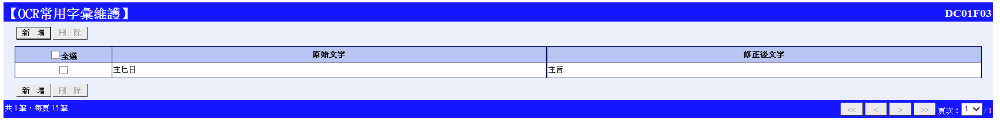 【OCR常用字彙維護】 DC01F03
新 增 刪 除
全選 原始文字 修正後文字
主匕日 主旨
新 增 刪 除
共 1 筆，每頁 15 筆 << < > >> 頁次： 1 / 1